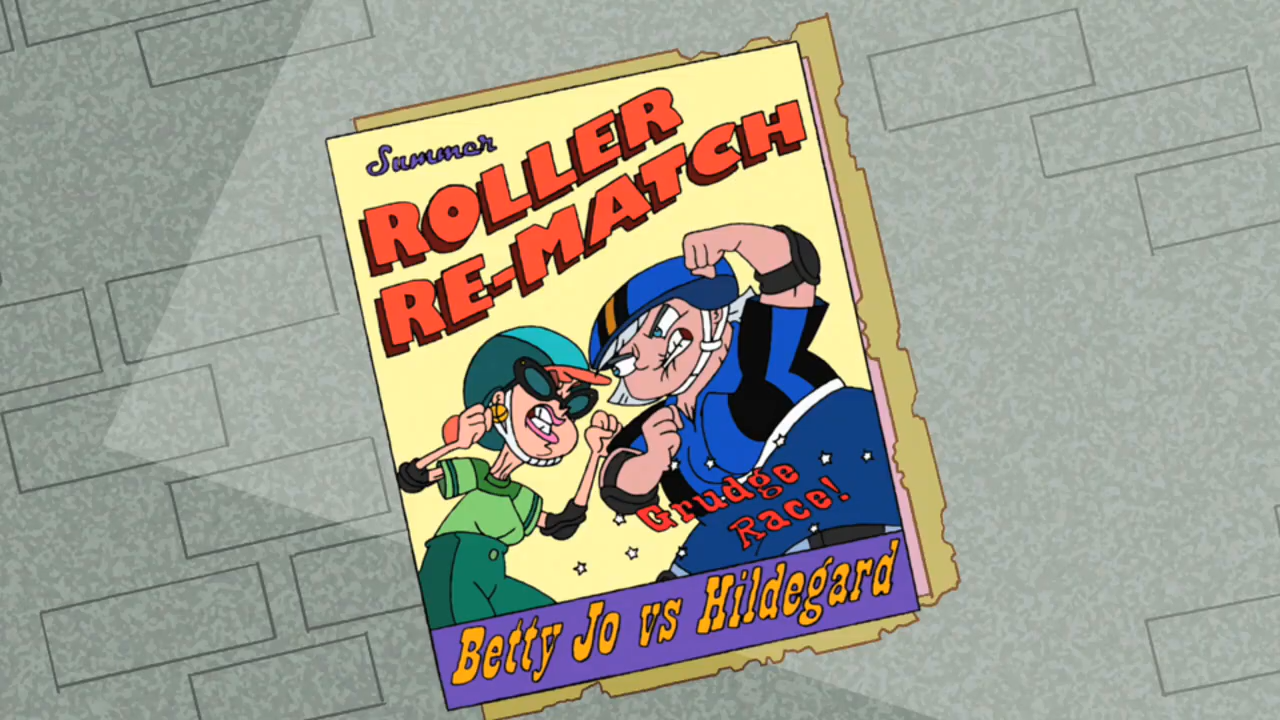 Summer
ROLLER
RE-MATCH
Grudge
Race!
Betty Jo vs Hildegard